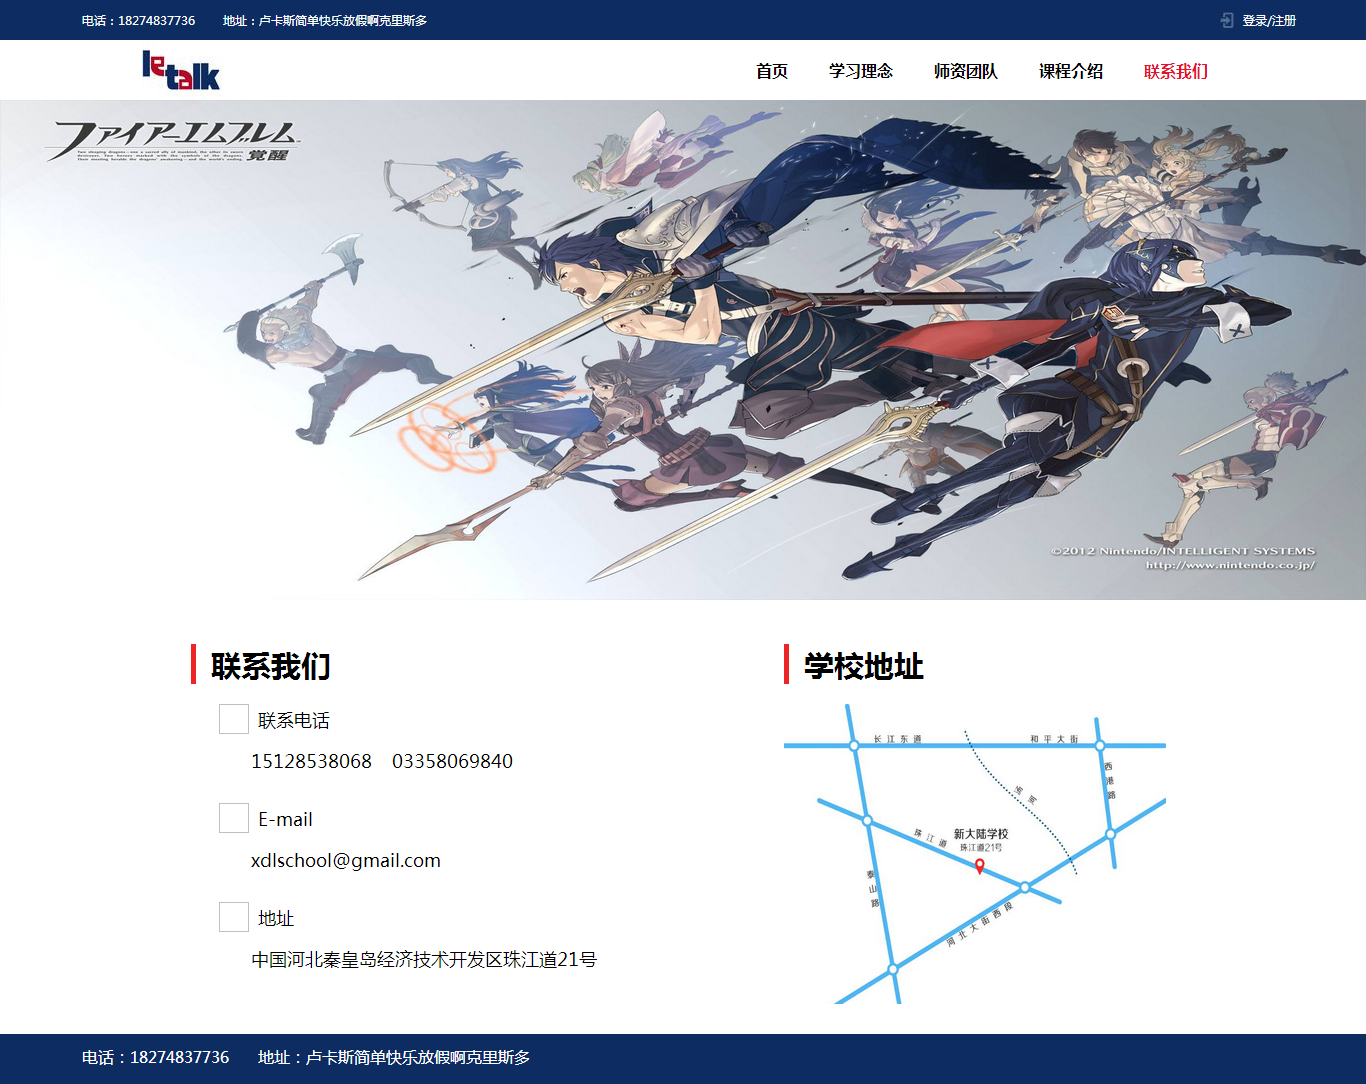 电话：18274837736 地址：卢卡斯简单快乐放假啊克里斯多 登录/注册
letalk 首页 学习理念 师资团队 课程介绍 联系我们
ファイアーエムブレム
覚醒
©2012 Nintendo/INTELLIGENT SYSTEMS
http://www.nintendo.co.jp/
联系我们
联系电话
15128538068 03358069840
E-mail
xdlschool@gmail.com
地址
中国河北秦皇岛经济技术开发区珠江道21号
学校地址
长江东道
和平大街
西港路
珠江道
新大陆学校
珠江道21号
泰山路
河北大街西段
电话：18274837736 地址：卢卡斯简单快乐放假啊克里斯多